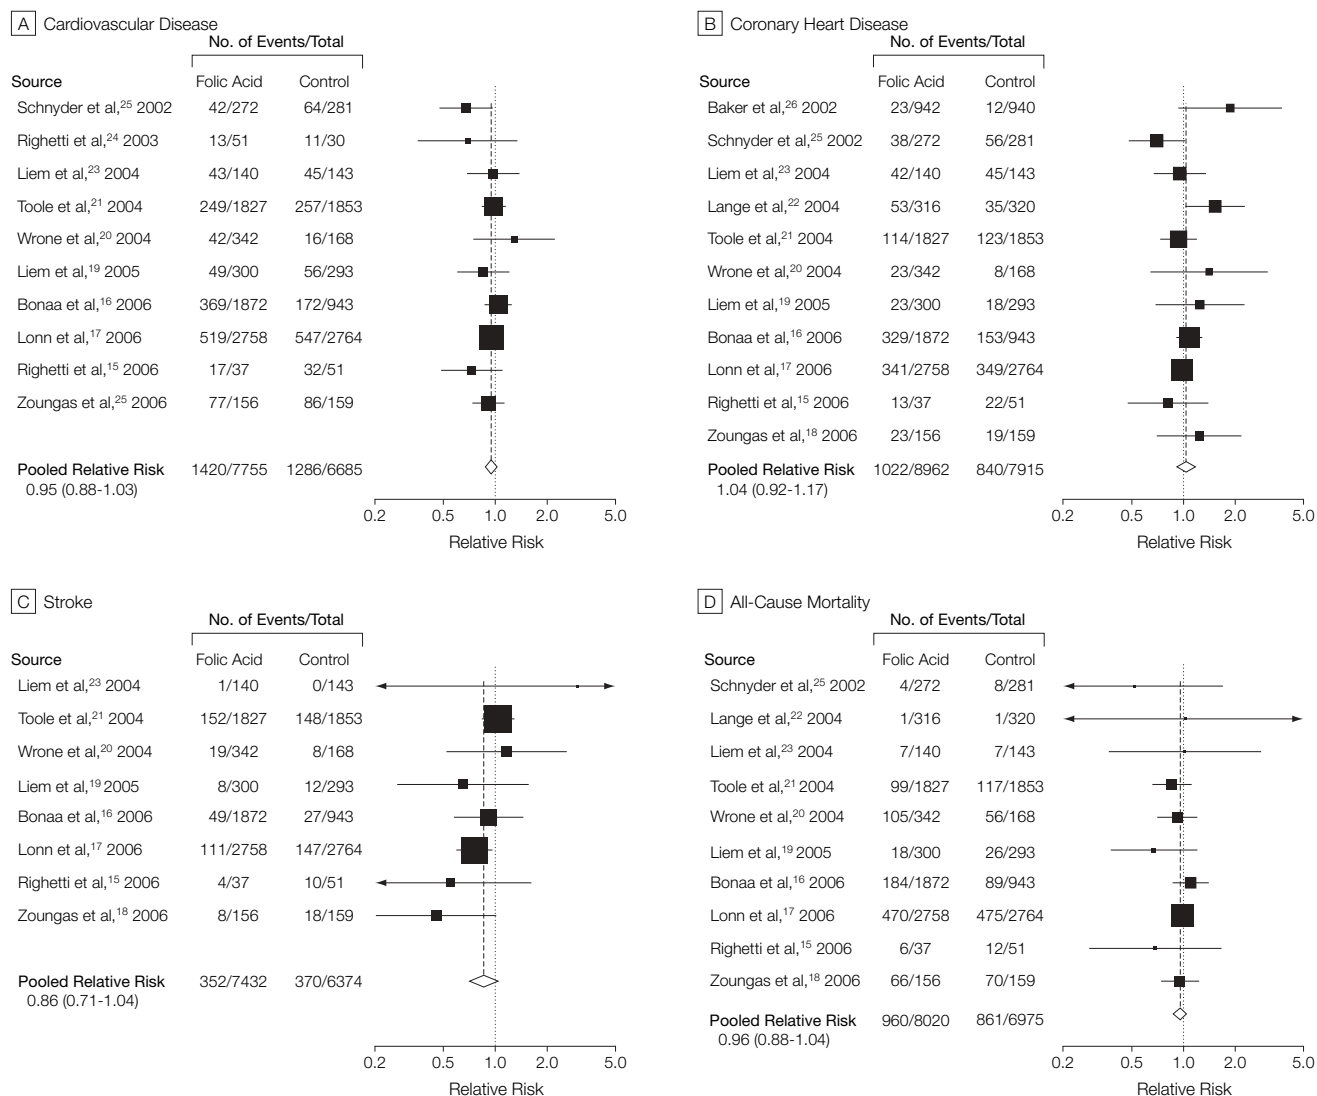 A Cardiovascular Disease
No. of Events/Total
Source Folic Acid Control
Schnyder et al,25 2002 42/272 64/281
Righetti et al,24 2003 13/51 11/30
Liem et al,23 2004 43/140 45/143
Toole et al,21 2004 249/1827 257/1853
Wrone et al,20 2004 42/342 16/168
Liem et al,19 2005 49/300 56/293
Bonaa et al,16 2006 369/1872 172/943
Lonn et al,17 2006 519/2758 547/2764
Righetti et al,15 2006 17/37 32/51
Zoungas et al,25 2006 77/156 86/159
Pooled Relative Risk 1420/7755 1286/6685
0.95 (0.88-1.03)
0.2 0.5 1.0 2.0 5.0
Relative Risk
B Coronary Heart Disease
No. of Events/Total
Source Folic Acid Control
Baker et al,26 2002 23/942 12/940
Schnyder et al,25 2002 38/272 56/281
Liem et al,23 2004 42/140 45/143
Lange et al,22 2004 53/316 35/320
Toole et al,21 2004 114/1827 123/1853
Wrone et al,20 2004 23/342 8/168
Liem et al,19 2005 23/300 18/293
Bonaa et al,16 2006 329/1872 153/943
Lonn et al,17 2006 341/2758 349/2764
Righetti et al,15 2006 13/37 22/51
Zoungas et al,18 2006 23/156 19/159
Pooled Relative Risk 1022/8962 840/7915
1.04 (0.92-1.17)
0.2 0.5 1.0 2.0 5.0
Relative Risk
C Stroke
No. of Events/Total
Source Folic Acid Control
Liem et al,23 2004 1/140 0/143
Toole et al,21 2004 152/1827 148/1853
Wrone et al,20 2004 19/342 8/168
Liem et al,19 2005 8/300 12/293
Bonaa et al,16 2006 49/1872 27/943
Lonn et al,17 2006 111/2758 147/2764
Righetti et al,15 2006 4/37 10/51
Zoungas et al,18 2006 8/156 18/159
Pooled Relative Risk 352/7432 370/6374
0.86 (0.71-1.04)
0.2 0.5 1.0 2.0 5.0
Relative Risk
D All-Cause Mortality
No. of Events/Total
Source Folic Acid Control
Schnyder et al,25 2002 4/272 8/281
Lange et al,22 2004 1/316 1/320
Liem et al,23 2004 7/140 7/143
Toole et al,21 2004 99/1827 117/1853
Wrone et al,20 2004 105/342 56/168
Liem et al,19 2005 18/300 26/293
Bonaa et al,16 2006 184/1872 89/943
Lonn et al,17 2006 470/2758 475/2764
Righetti et al,15 2006 6/37 12/51
Zoungas et al,18 2006 66/156 70/159
Pooled Relative Risk 960/8020 861/6975
0.96 (0.88-1.04)
0.2 0.5 1.0 2.0 5.0
Relative Risk